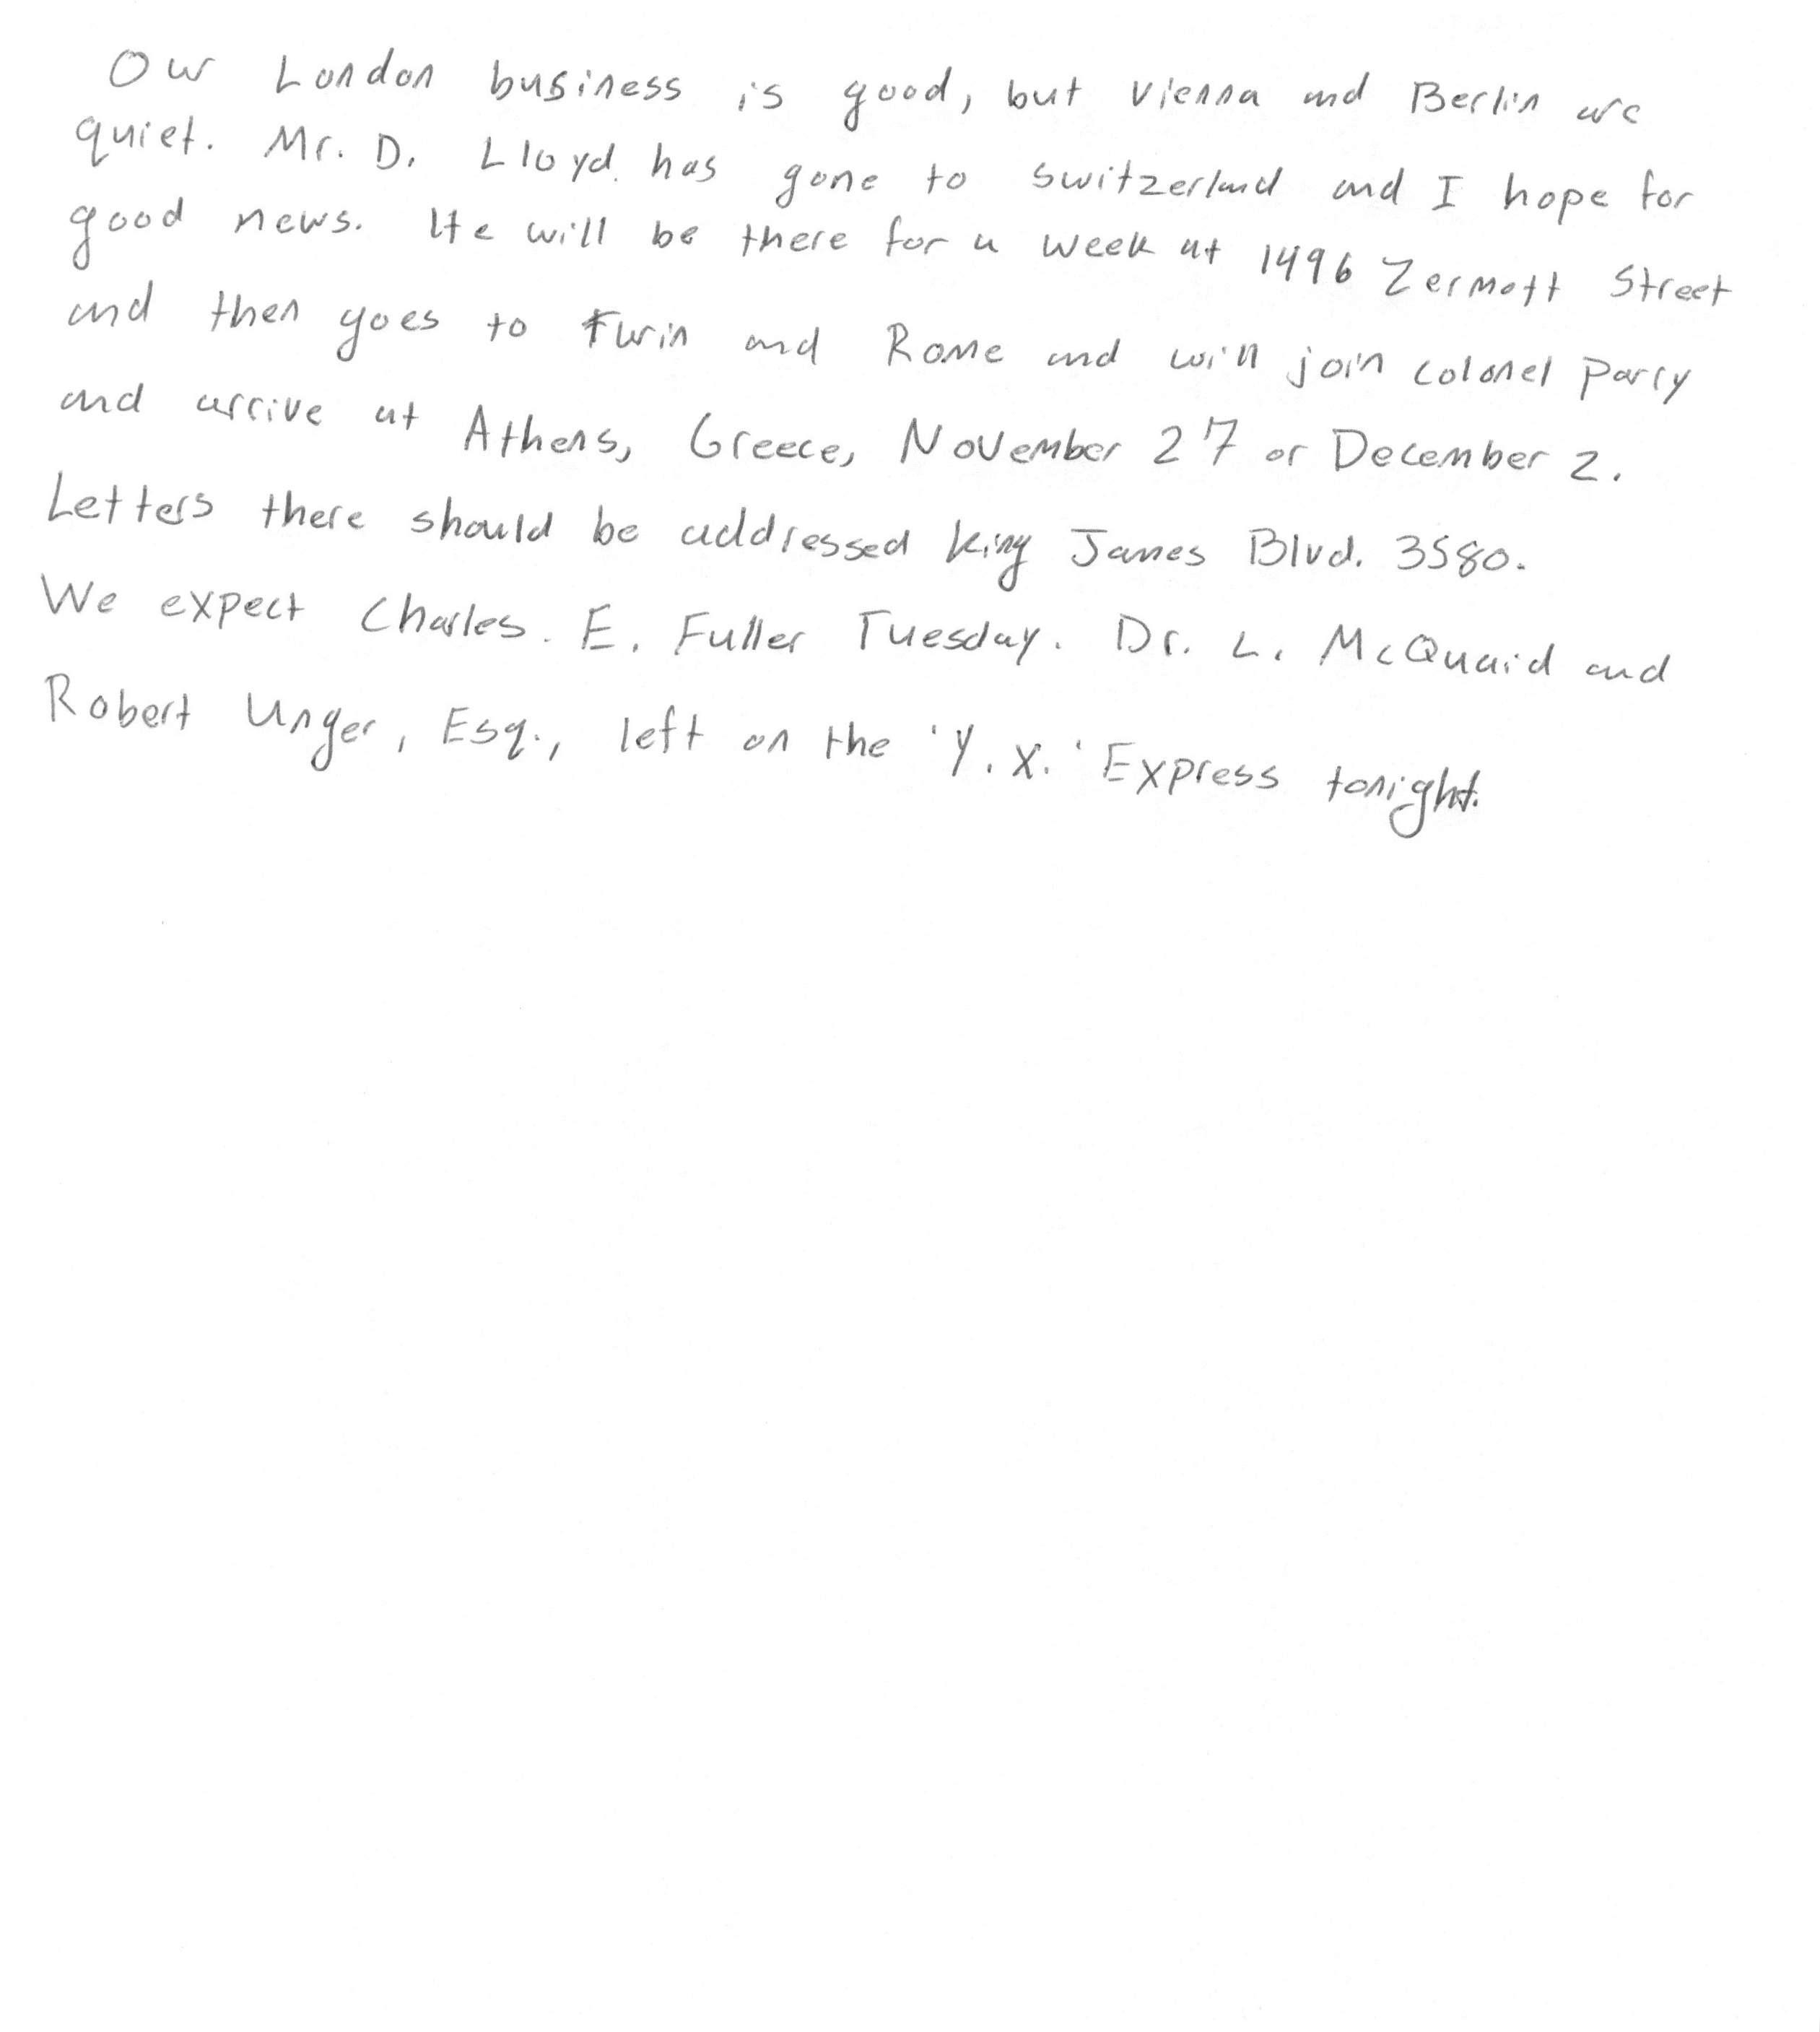 Our London business is good, but Vienna and Berlin are
quiet. Mr. D. Lloyd has gone to Switzerland and I hope for
good news. He will be there for a week at 1496 Zermott Street
and then goes to Turin and Rome and will join Colonel Parry
and arrive at Athens, Greece, November 27 or December 2.
Letters there should be addressed King James Blvd. 3580.
We expect Charles. E. Fuller Tuesday. Dr. L. McQuaid and
Robert Unger, Esq., left on the 'Y. X.' Express tonight.